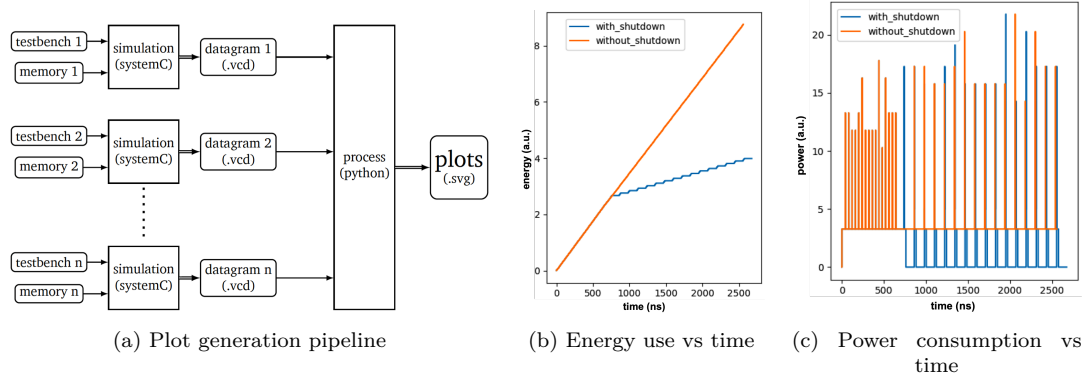 testbench 1
memory 1
simulation
(systemC)
datagram 1
(.vcd)
testbench 2
memory 2
simulation
(systemC)
datagram 2
(.vcd)
testbench n
memory n
simulation
(systemC)
datagram n
(.vcd)
process
(python)
plots
(.svg)
(a) Plot generation pipeline
with_shutdown
without_shutdown
energy (a.u.)
8
6
4
2
0
0 500 1000 1500 2000 2500
time (ns)
(b) Energy use vs time
with_shutdown
without_shutdown
power (a.u.)
20
15
10
5
0
0 500 1000 1500 2000 2500
time (ns)
(c) Power consumption vs
time